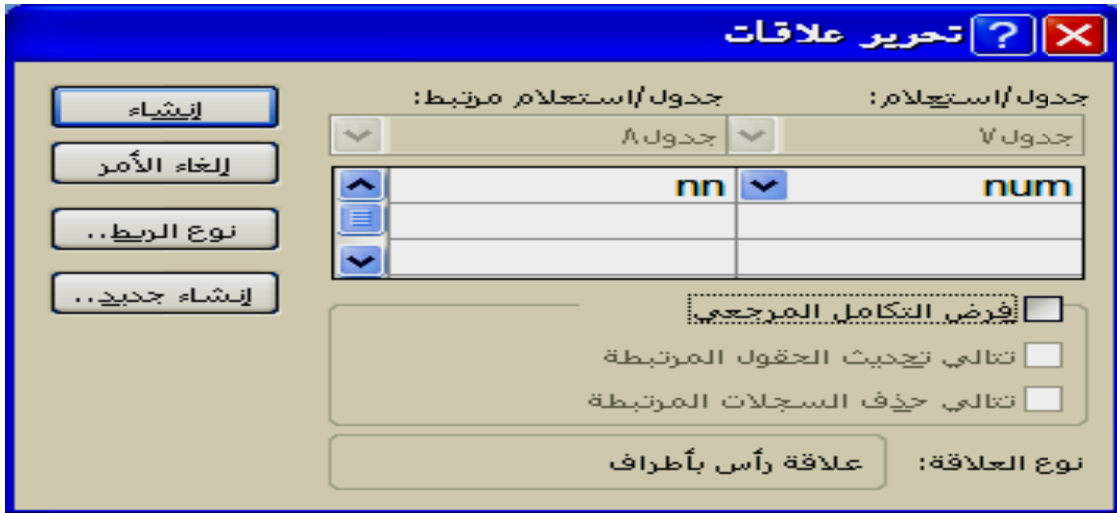 تحرير علاقات
جدول/استعلام: جدول/استعلام مرتبط:
جدول٧ جدول٨
num nn
فرض التكامل المرجعي
تتالي تحديث الحقول المرتبطة
تتالي حذف السجلات المرتبطة
نوع العلاقة: علاقة رأس بأطراف
إنشاء
إلغاء الأمر
نوع الربط..
إنشاء جديد..